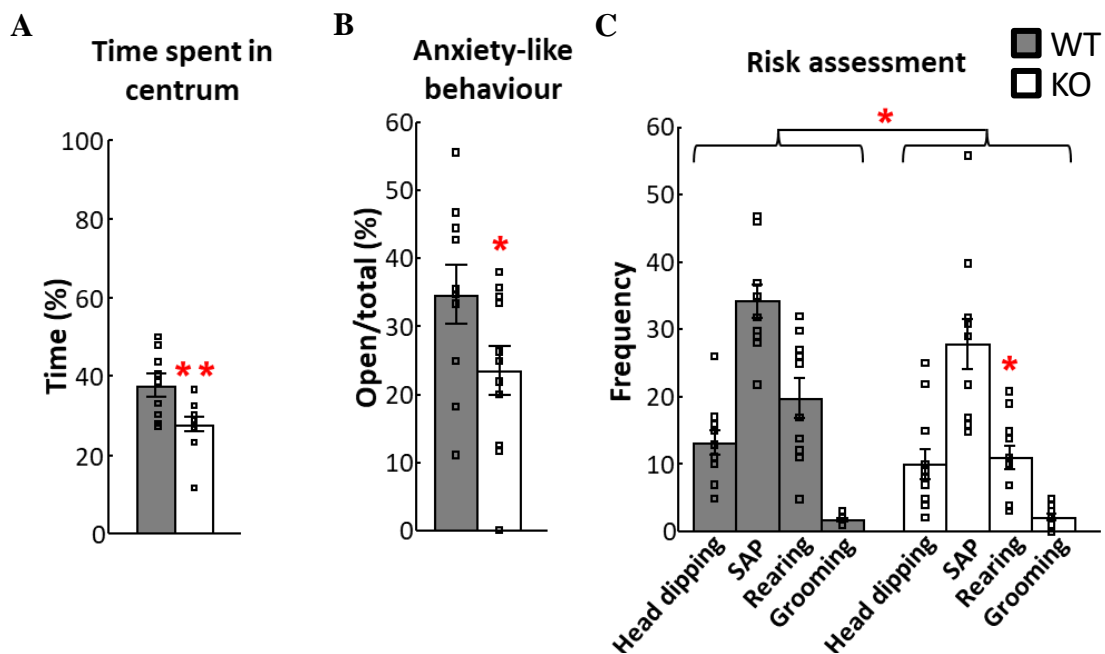 A
Time spent in
centrum
Time (%)
100
80
60
40
20
0
**
B
Anxiety-like
behaviour
Open/total (%)
60
50
40
30
20
10
0
*
C
Risk assessment
WT
KO
*
Frequency
60
50
40
30
20
10
0
*
Head dipping
SAP
Rearing
Grooming
Head dipping
SAP
Rearing
Grooming